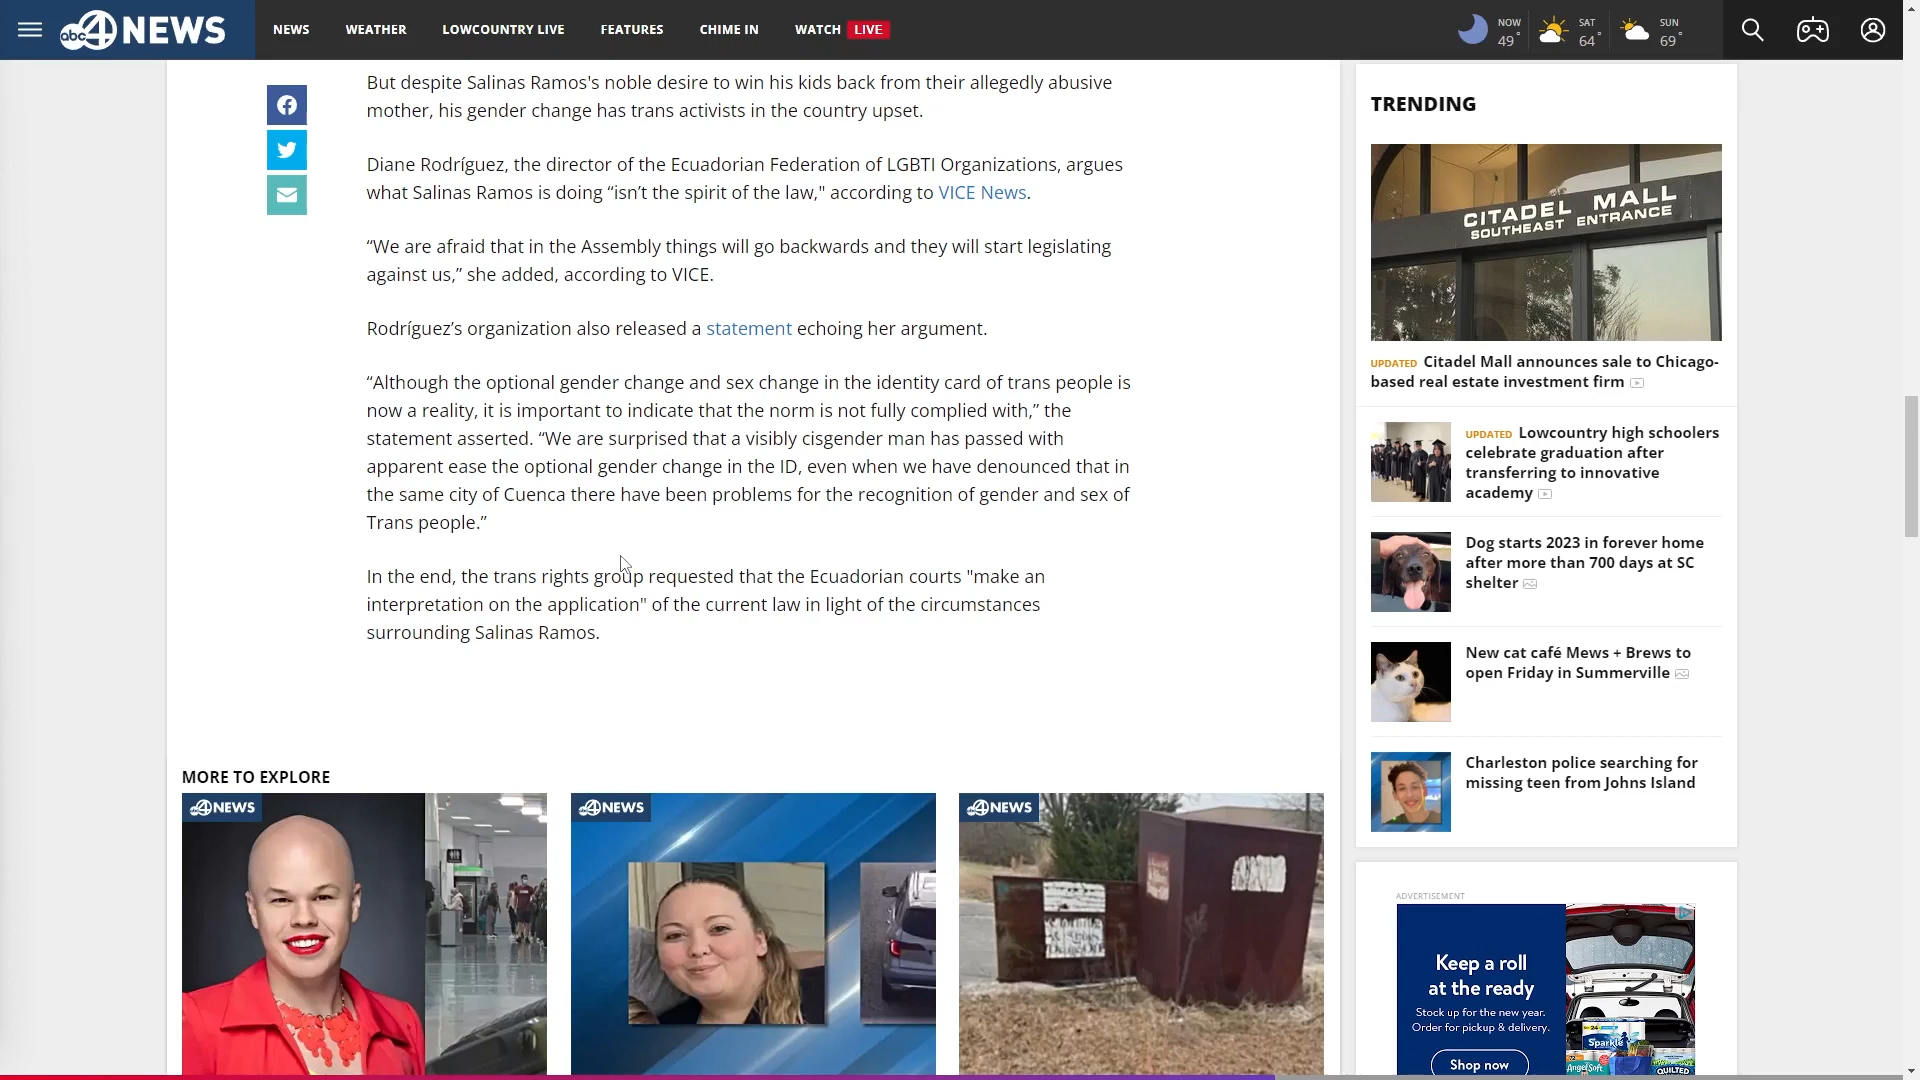 abc 4 NEWS
NEWS WEATHER LOWCOUNTRY LIVE FEATURES CHIME IN WATCH LIVE
NOW 49° SAT 64° SUN 69°
But despite Salinas Ramos's noble desire to win his kids back from their allegedly abusive
mother, his gender change has trans activists in the country upset.
Diane Rodríguez, the director of the Ecuadorian Federation of LGBTI Organizations, argues
what Salinas Ramos is doing “isn’t the spirit of the law," according to VICE News.
“We are afraid that in the Assembly things will go backwards and they will start legislating
against us,” she added, according to VICE.
Rodríguez’s organization also released a statement echoing her argument.
“Although the optional gender change and sex change in the identity card of trans people is
now a reality, it is important to indicate that the norm is not fully complied with,” the
statement asserted. “We are surprised that a visibly cisgender man has passed with
apparent ease the optional gender change in the ID, even when we have denounced that in
the same city of Cuenca there have been problems for the recognition of gender and sex of
Trans people.”
In the end, the trans rights group requested that the Ecuadorian courts "make an
interpretation on the application" of the current law in light of the circumstances
surrounding Salinas Ramos.
MORE TO EXPLORE
abc 4 NEWS
abc 4 NEWS
abc 4 NEWS
TRENDING
CITADEL MALL
SOUTHEAST ENTRANCE
UPDATED Citadel Mall announces sale to Chicago-
based real estate investment firm
UPDATED Lowcountry high schoolers
celebrate graduation after
transferring to innovative
academy
Dog starts 2023 in forever home
after more than 700 days at SC
shelter
New cat café Mews + Brews to
open Friday in Summerville
Charleston police searching for
missing teen from Johns Island
ADVERTISEMENT
Keep a roll
at the ready
Stock up for the new year.
Order for pickup & delivery.
Shop now
Sparkle
Angel Soft
QUILTED